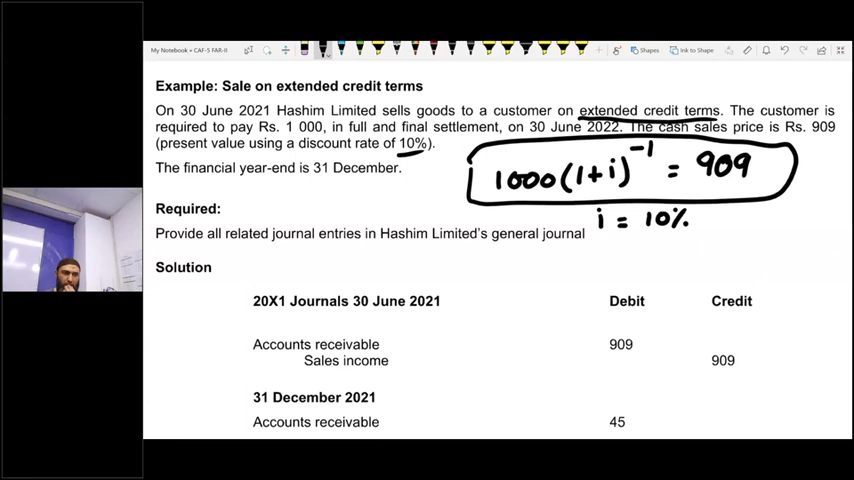 My Notebook » CAF-5 FAR-II
Shapes
Ink to Shape
Example: Sale on extended credit terms
On 30 June 2021 Hashim Limited sells goods to a customer on extended credit terms. The customer is
required to pay Rs. 1 000, in full and final settlement, on 30 June 2022. The cash sales price is Rs. 909
(present value using a discount rate of 10%).
1000(1+i)⁻¹ = 909
The financial year-end is 31 December.
Required:
i = 10%
Provide all related journal entries in Hashim Limited's general journal
Solution
20X1 Journals 30 June 2021 Debit Credit
Accounts receivable 909
Sales income 909
31 December 2021
Accounts receivable 45